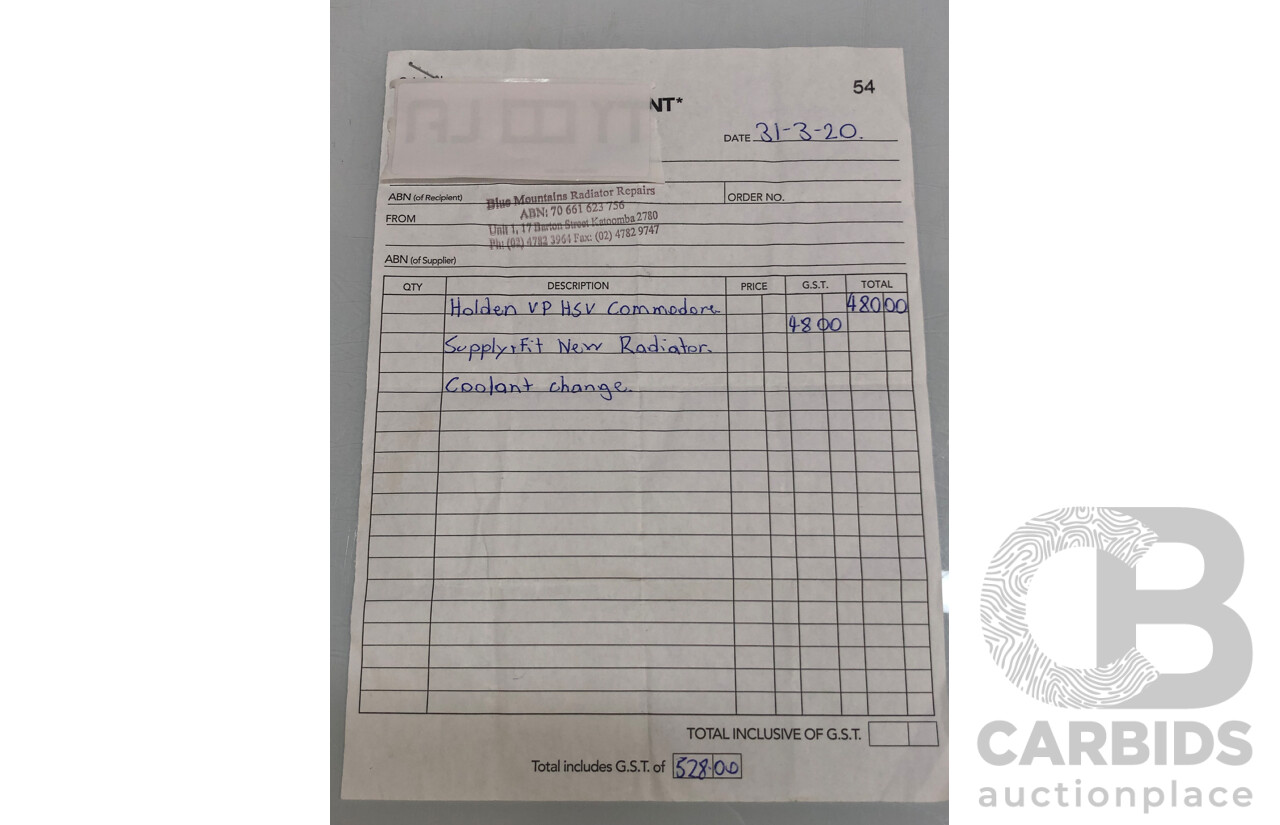 54
NT*
DATE 31-3-20.
ABN (of Recipient)
ORDER NO.
Blue Mountains Radiator Repairs
ABN: 70 661 623 756
FROM
Unit 1, 17 Barton Street Katoomba 2780
Ph: (02) 4782 3964 Fax: (02) 4782 9747
ABN (of Supplier)
QTY DESCRIPTION PRICE G.S.T. TOTAL
Holden VP HSV Commodore 480 00
48 00
Supply+Fit New Radiator.
Coolant change.
TOTAL INCLUSIVE OF G.S.T.
Total includes G.S.T. of 528.00
CB
CARBIDS
auctionplace